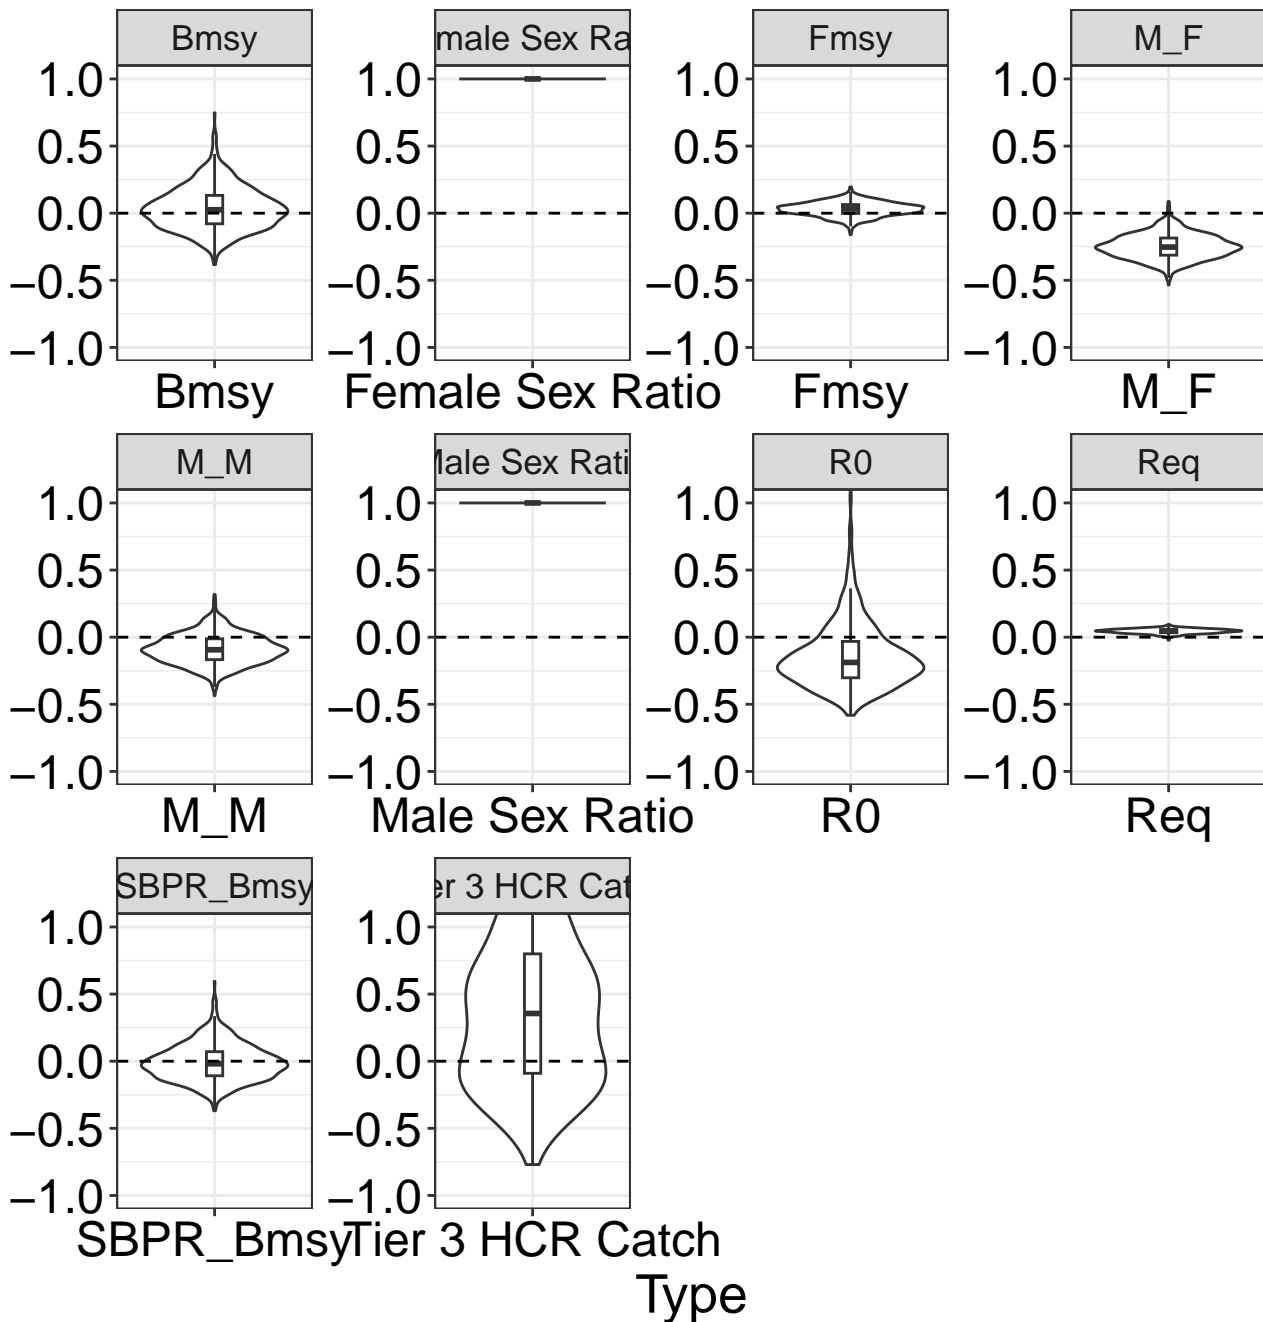 Bmsy male Sex Ra Fmsy M_F
1.0 1.0 1.0 1.0
0.5 0.5 0.5 0.5
0.0 0.0 0.0 0.0
−0.5 −0.5 −0.5 −0.5
−1.0 −1.0 −1.0 −1.0
Bmsy Female Sex Ratio Fmsy M_F
M_M Male Sex Rati R0 Req
1.0 1.0 1.0 1.0
0.5 0.5 0.5 0.5
0.0 0.0 0.0 0.0
−0.5 −0.5 −0.5 −0.5
−1.0 −1.0 −1.0 −1.0
M_M Male Sex Ratio R0 Req
SBPR_Bmsy er 3 HCR Cat
1.0 1.0
0.5 0.5
0.0 0.0
−0.5 −0.5
−1.0 −1.0
SBPR_Bmsy Tier 3 HCR Catch
Type